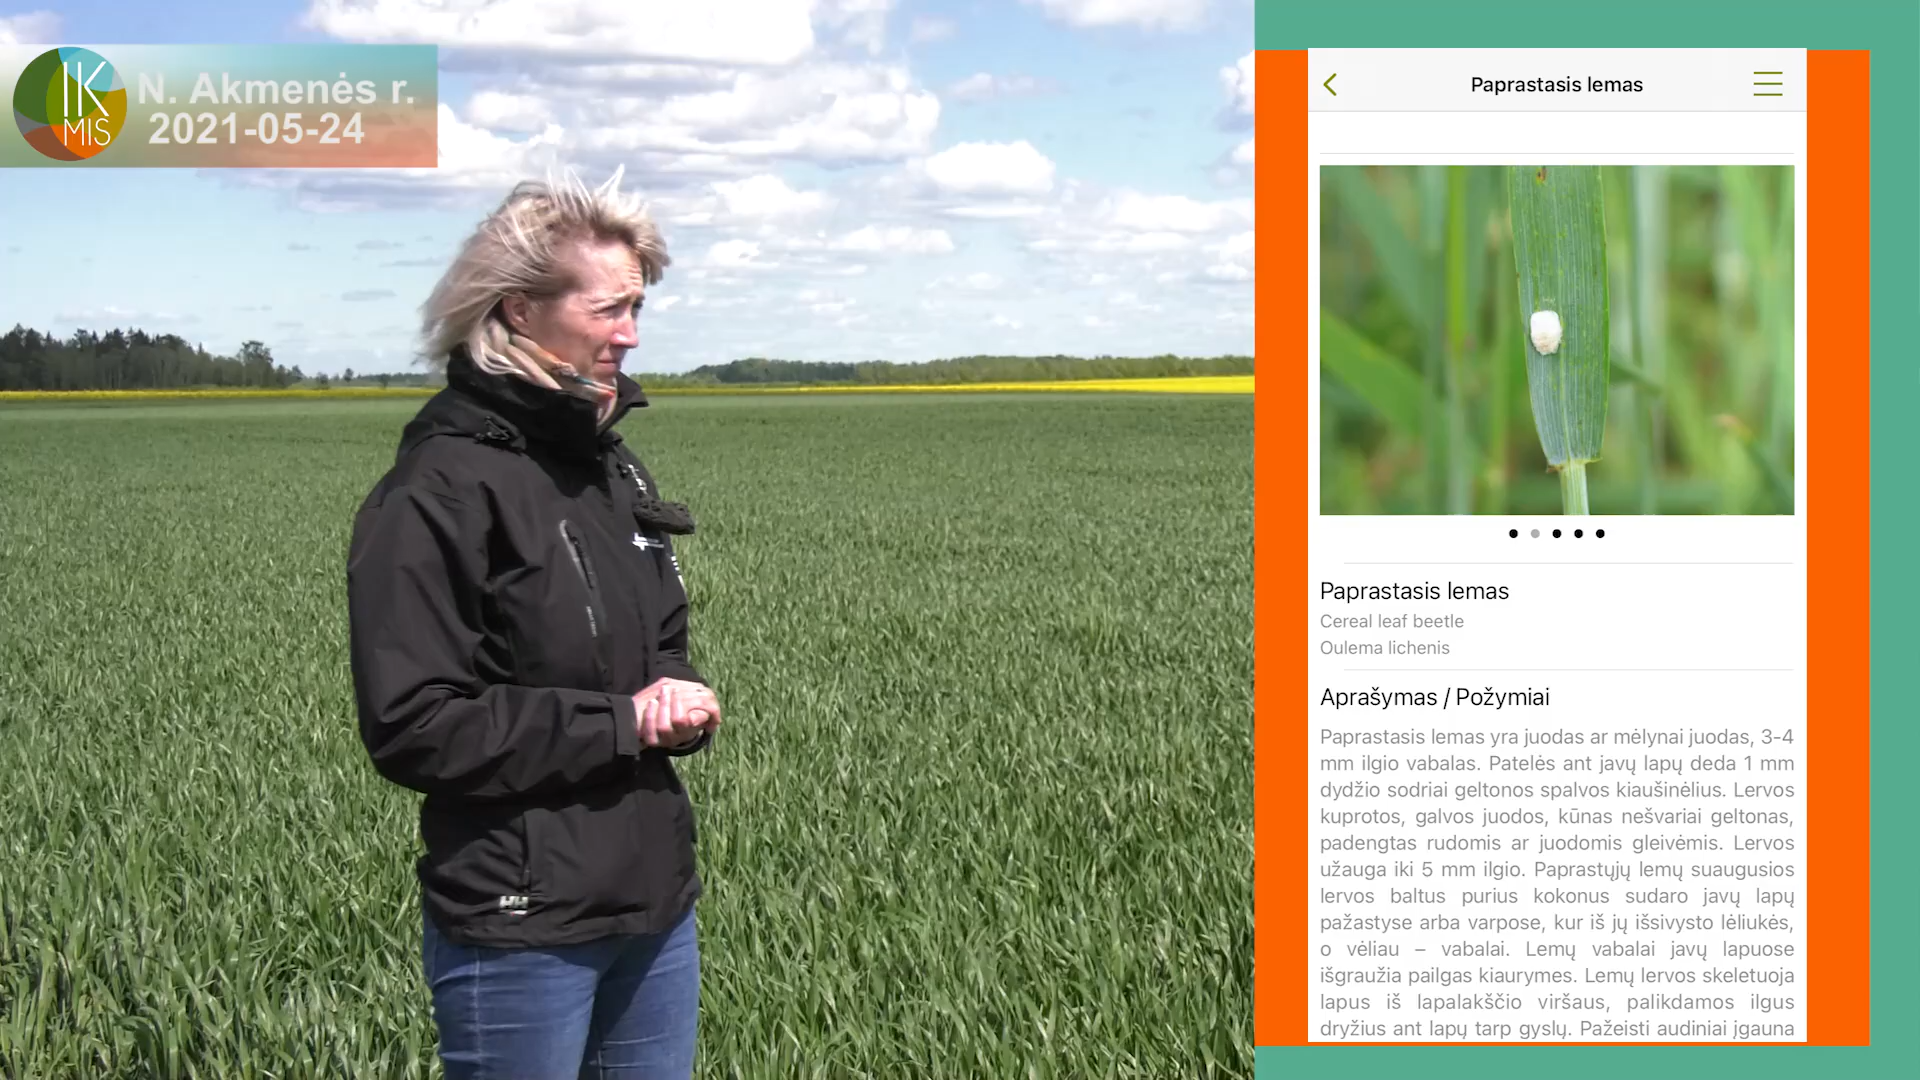 IK
MIS
N. Akmenės r.
2021-05-24
HH
Paprastasis lemas
Paprastasis lemas
Cereal leaf beetle
Oulema lichenis
Aprašymas / Požymiai
Paprastasis lemas yra juodas ar mėlynai juodas, 3-4
mm ilgio vabalas. Patelės ant javų lapų deda 1 mm
dydžio sodriai geltonos spalvos kiaušinėlius. Lervos
kuprotos, galvos juodos, kūnas nešvariai geltonas,
padengtas rudomis ar juodomis gleivėmis. Lervos
užauga iki 5 mm ilgio. Paprastųjų lemų suaugusios
lervos baltus purius kokonus sudaro javų lapų
pažastyse arba varpose, kur iš jų išsivysto lėliukės,
o vėliau – vabalai. Lemų vabalai javų lapuose
išgraužia pailgas kiaurymes. Lemų lervos skeletuoja
lapus iš lapalakščio viršaus, palikdamos ilgus
dryžius ant lapų tarp gyslų. Pažeisti audiniai įgauna